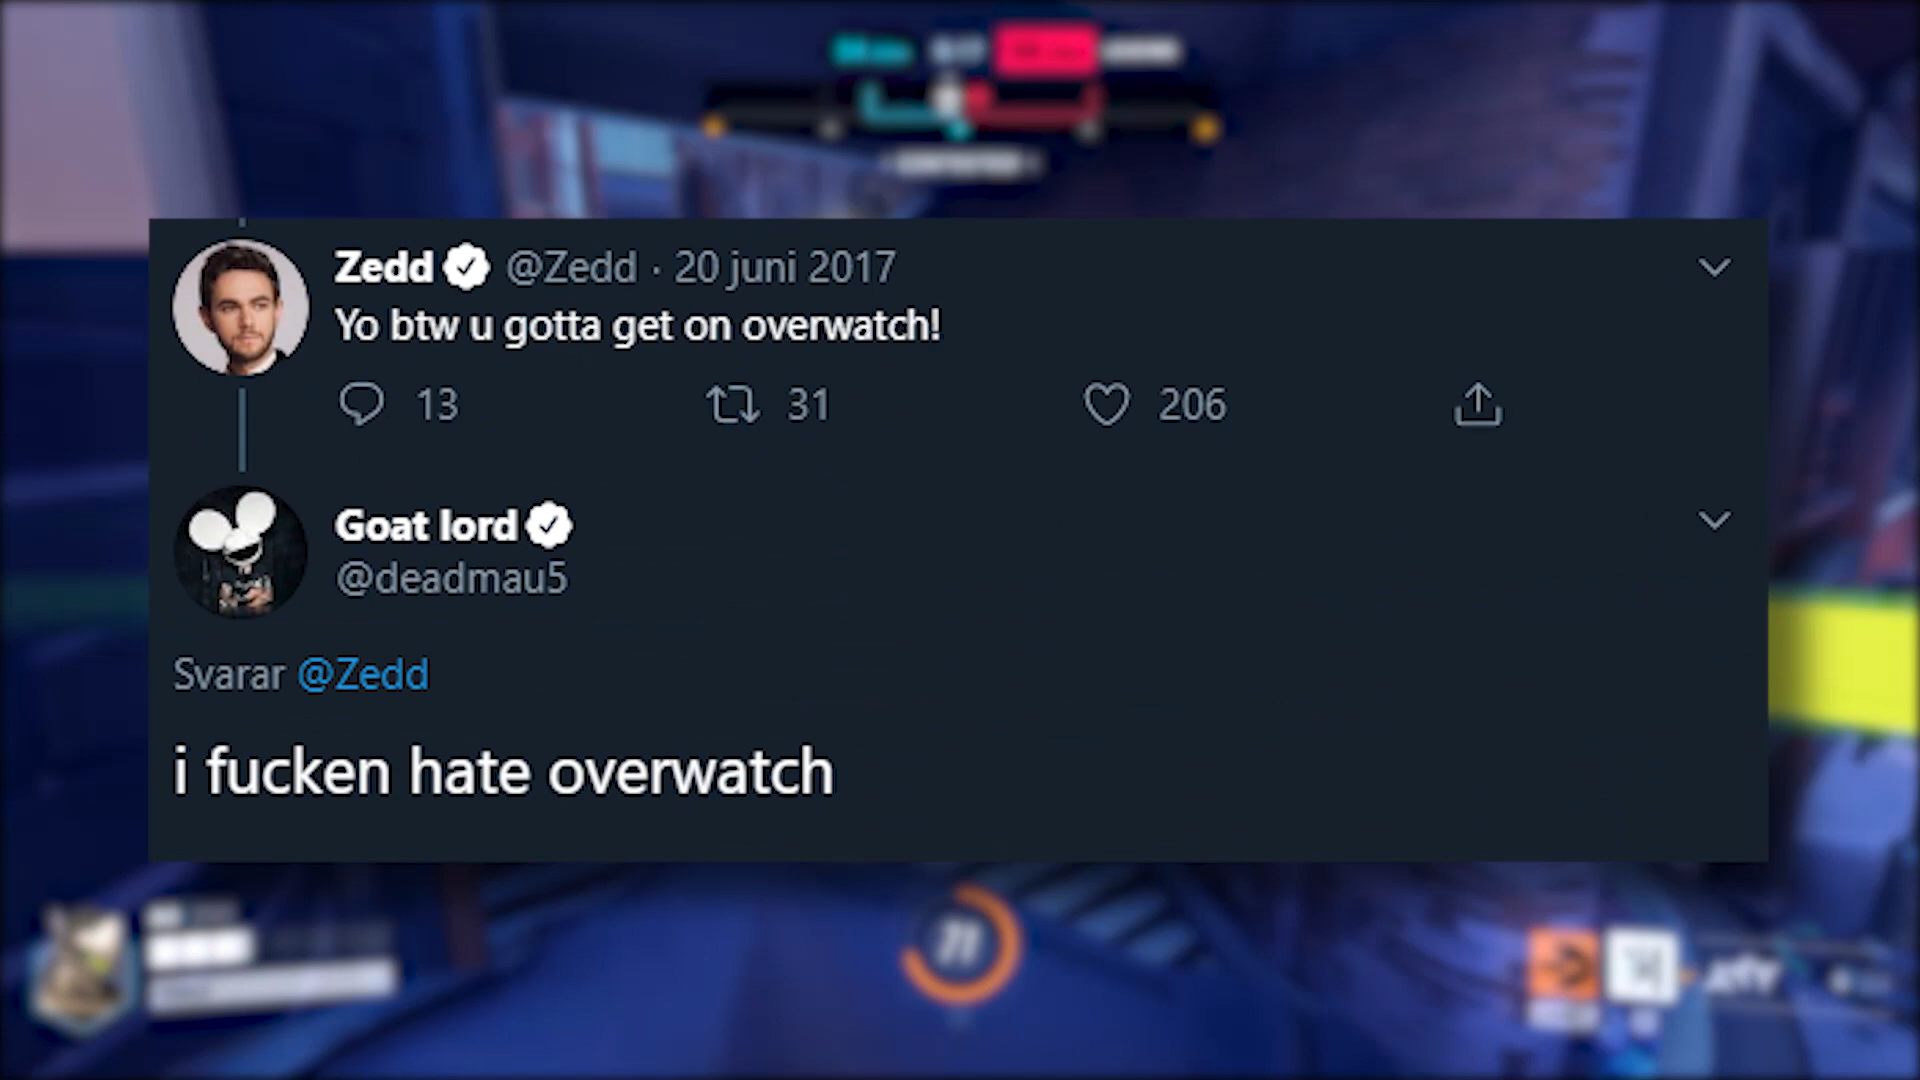 Zedd @Zedd · 20 juni 2017
Yo btw u gotta get on overwatch!
13 31 206
Goat lord
@deadmau5
Svarar @Zedd
i fucken hate overwatch